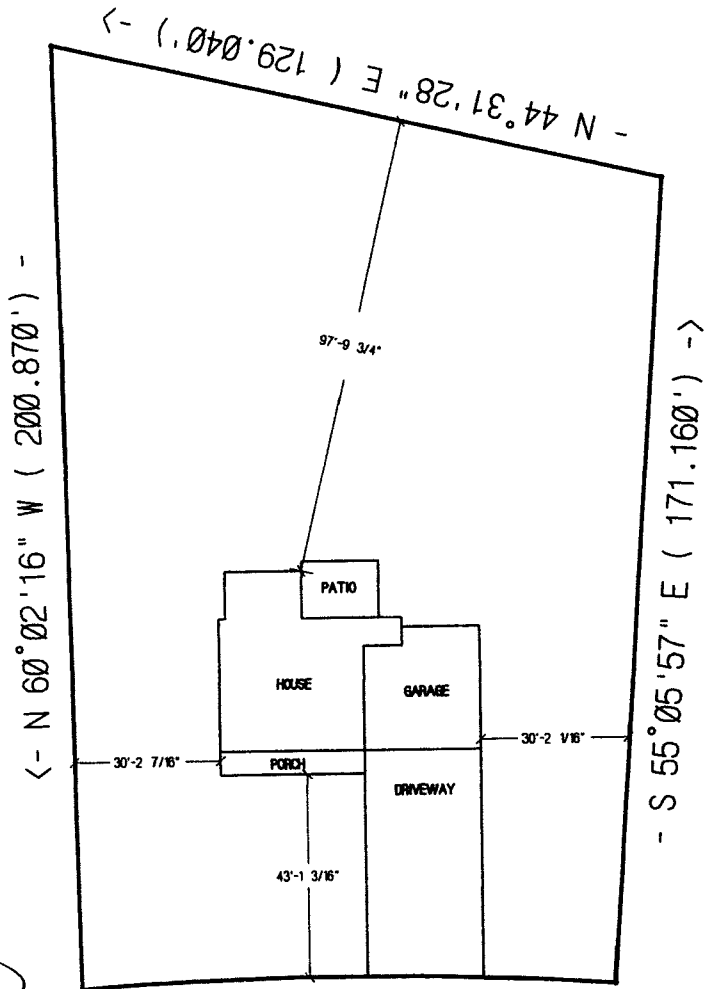 - N 44°31'28" E ( 129.040') ->
<- N 60°02'16" W ( 200.870') -
- S 55°05'57" E ( 171.160') ->
97'-9 3/4"
PATIO
HOUSE
GARAGE
30'-2 7/16"
PORCH
30'-2 1/16"
DRIVEWAY
43'-1 3/16"